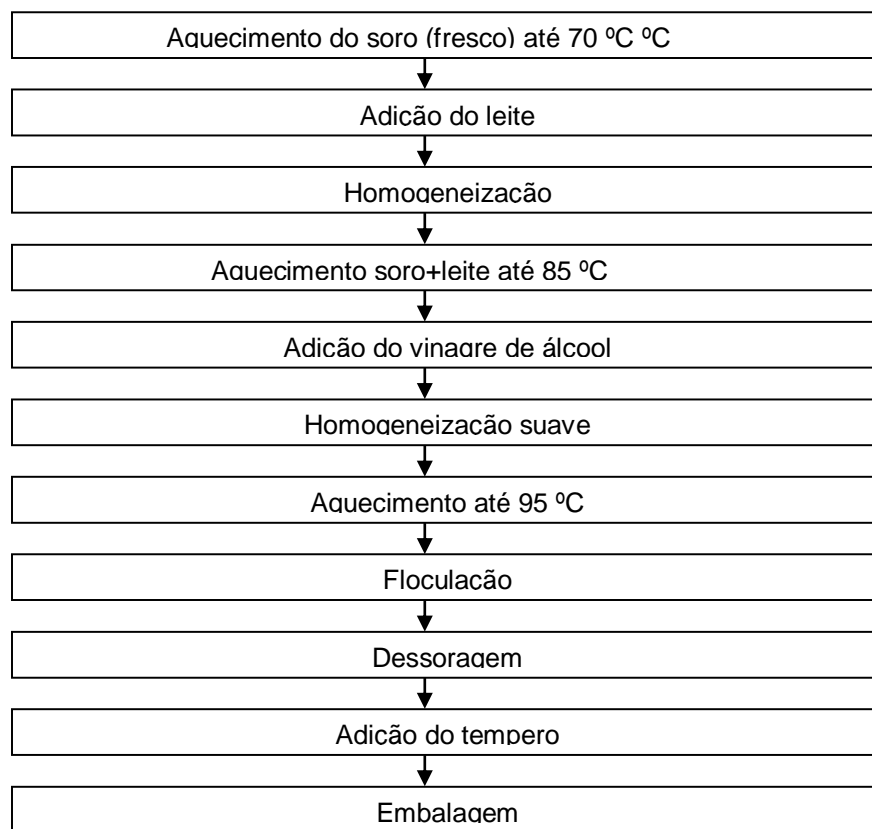 Aquecimento do soro (fresco) até 70 ºC ºC
Adição do leite
Homogeneização
Aquecimento soro+leite até 85 ºC
Adição do vinagre de álcool
Homogeneização suave
Aquecimento até 95 ºC
Floculação
Dessoragem
Adição do tempero
Embalagem